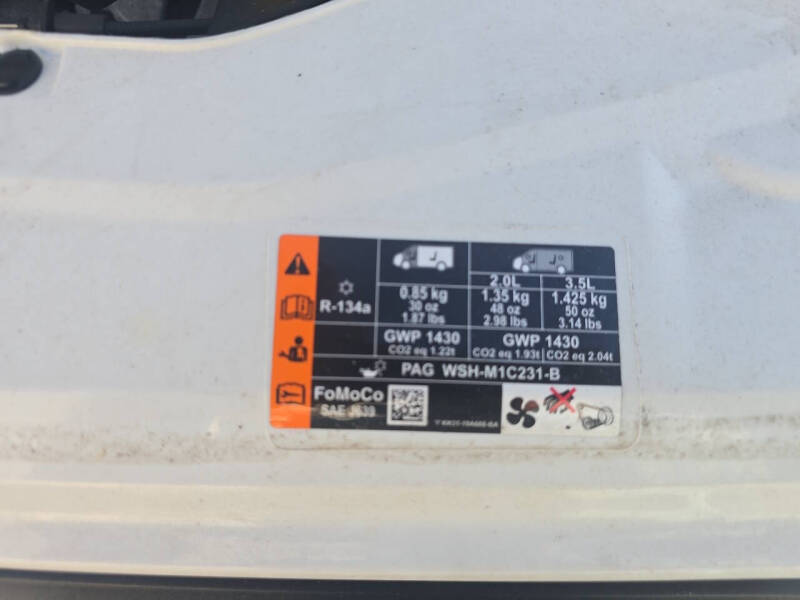 2.0L 3.5L
R-134a 0.85 kg 1.35 kg 1.425 kg
30 oz 48 oz 50 oz
1.87 lbs 2.98 lbs 3.14 lbs
GWP 1430 GWP 1430
CO2 eq 1.22t CO2 eq 1.93t CO2 eq 2.04t
PAG WSH-M1C231-B
FoMoCo
SAE J639